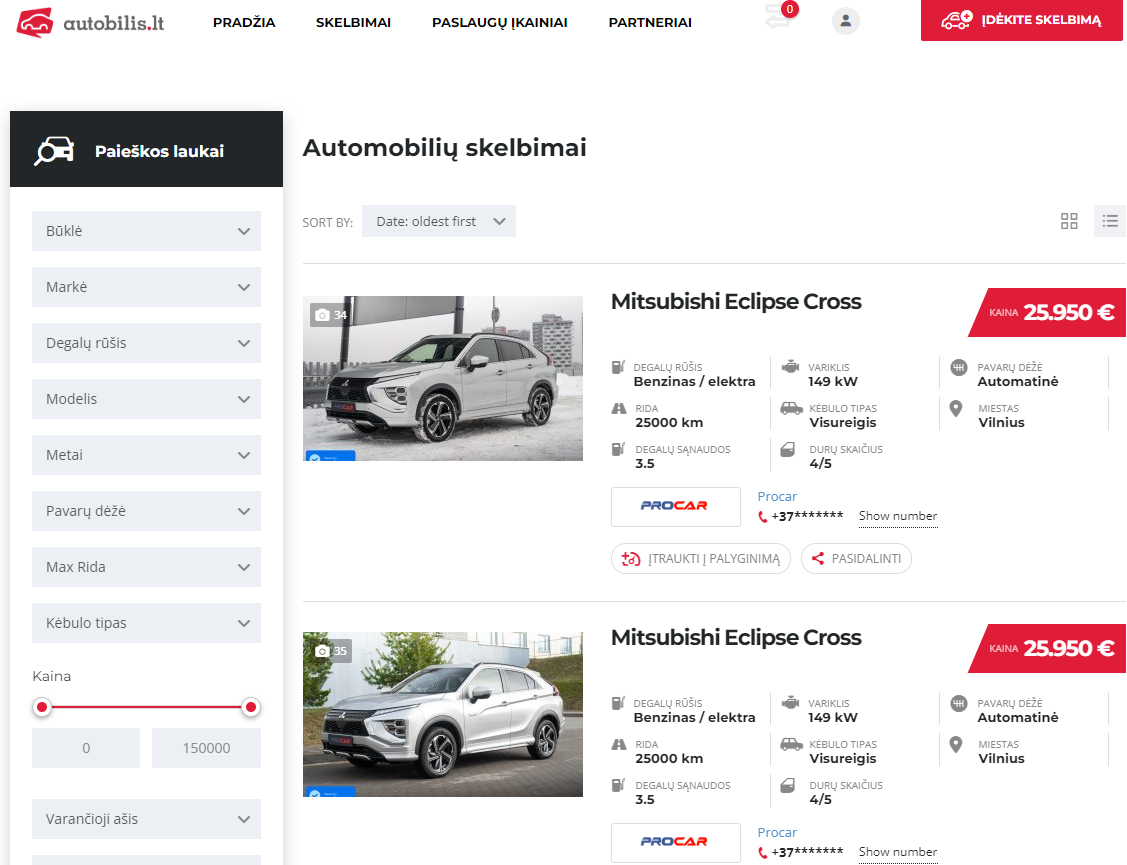 autobilis.lt
PRADŽIA SKELBIMAI PASLAUGŲ ĮKAINIAI PARTNERIAI
0
ĮDĖKITE SKELBIMĄ
Paieškos laukai
Būklė
Markė
Degalų rūšis
Modelis
Metai
Pavarų dėžė
Max Rida
Kėbulo tipas
Kaina
0 150000
Varančioji ašis
Automobilių skelbimai
SORT BY: Date: oldest first
34
PROCAR
Mitsubishi Eclipse Cross
KAINA 25.950 €
DEGALŲ RŪŠIS
Benzinas / elektra
VARIKLIS
149 kW
PAVARŲ DĖŽĖ
Automatinė
RIDA
25000 km
KĖBULO TIPAS
Visureigis
MIESTAS
Vilnius
DEGALŲ SĄNAUDOS
3.5
DURŲ SKAIČIUS
4/5
PROCAR
Procar
+37******* Show number
ĮTRAUKTI Į PALYGINIMĄ PASIDALINTI
35
PROCAR
Mitsubishi Eclipse Cross
KAINA 25.950 €
DEGALŲ RŪŠIS
Benzinas / elektra
VARIKLIS
149 kW
PAVARŲ DĖŽĖ
Automatinė
RIDA
25000 km
KĖBULO TIPAS
Visureigis
MIESTAS
Vilnius
DEGALŲ SĄNAUDOS
3.5
DURŲ SKAIČIUS
4/5
PROCAR
Procar
+37******* Show number